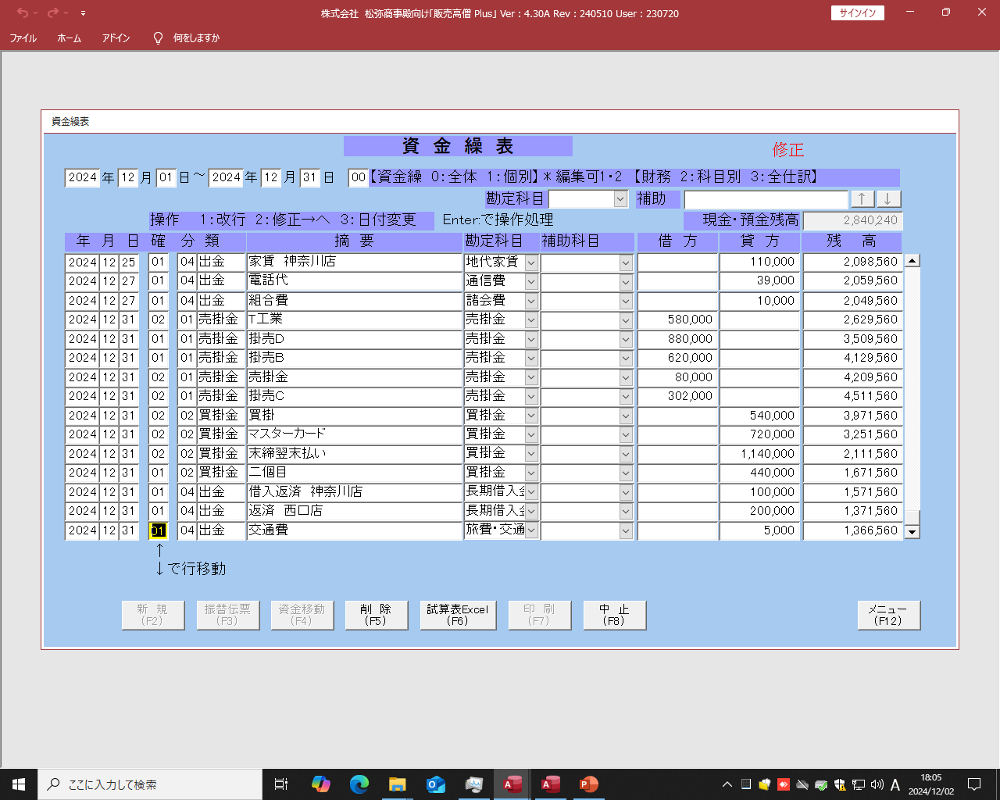 株式会社 松弥商事殿向け「販売高僧 Plus」 Ver : 4.30A Rev : 240510 User : 230720
サインイン
ファイル ホーム アドイン 何をしますか
資金繰表
資 金 繰 表
修正
2024 年 12 月 01 日 ～ 2024 年 12 月 31 日 00 【資金繰 0：全体 1：個別】＊編集可1・2 【財務 2：科目別 3：全仕訳】
勘定科目 補助 ↑ ↓
操作 1：改行 2：修正→へ 3：日付変更 Enter:で操作処理 現金・預金残高 2,840,240
年 月 日 確 分 類 摘 要 勘定科目 補助科目 借 方 貸 方 残 高
2024 12 25 01 04 出金 家賃 神奈川店 地代家賃 110,000 2,098,560
2024 12 27 01 04 出金 電話代 通信費 39,000 2,059,560
2024 12 27 01 04 出金 組合費 諸会費 10,000 2,049,560
2024 12 31 02 01 売掛金 T工業 売掛金 580,000 2,629,560
2024 12 31 01 01 売掛金 掛売D 売掛金 880,000 3,509,560
2024 12 31 01 01 売掛金 掛売B 売掛金 620,000 4,129,560
2024 12 31 02 01 売掛金 売掛金 売掛金 80,000 4,209,560
2024 12 31 02 01 売掛金 掛売C 売掛金 302,000 4,511,560
2024 12 31 02 02 買掛金 買掛 買掛金 540,000 3,971,560
2024 12 31 02 02 買掛金 マスターカード 買掛金 720,000 3,251,560
2024 12 31 02 02 買掛金 末締翌末払い 買掛金 1,140,000 2,111,560
2024 12 31 01 02 買掛金 二個目 買掛金 440,000 1,671,560
2024 12 31 01 04 出金 借入返済 神奈川店 長期借入金 100,000 1,571,560
2024 12 31 01 04 出金 返済 西口店 長期借入金 200,000 1,371,560
2024 12 31 01 04 出金 交通費 旅費・交通 5,000 1,366,560
↑
↓で行移動
新 規 (F2)
振替伝票 (F3)
資金移動 (F4)
削 除 (F5)
試算表Excel (F6)
印 刷 (F7)
中 止 (F8)
メニュー (F12)
ここに入力して検索
A
18:05
2024/12/02